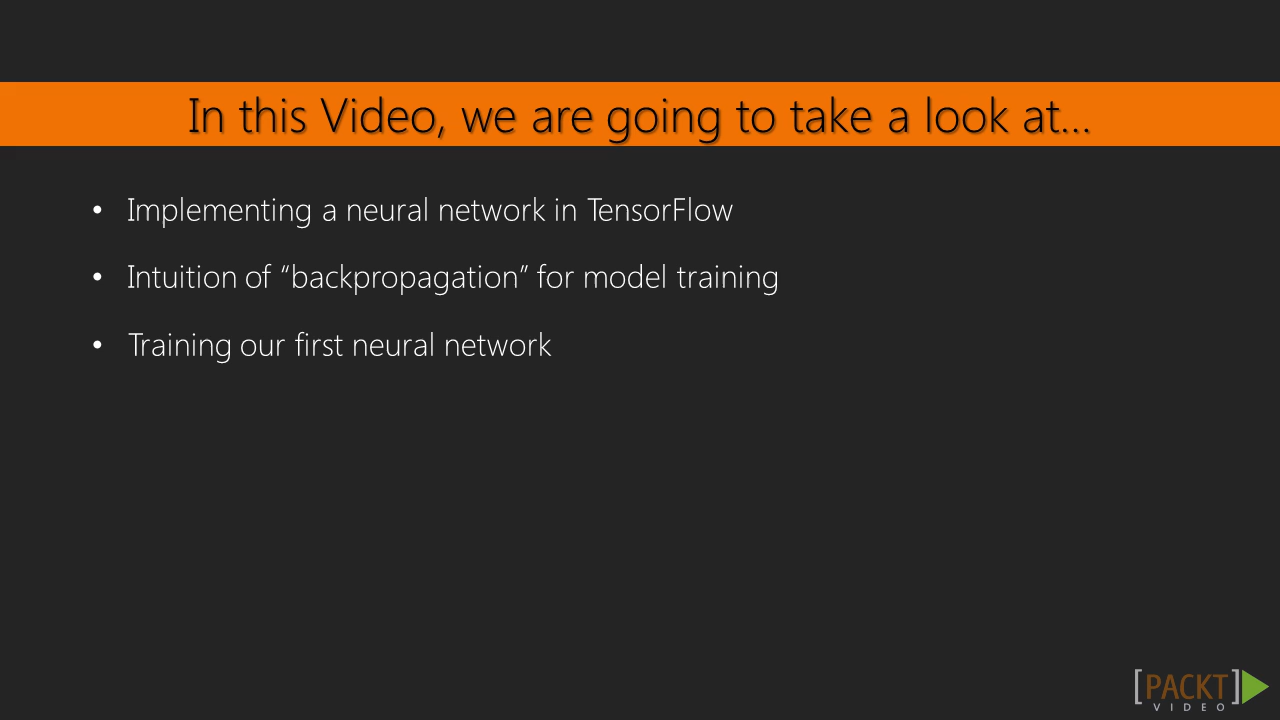 In this Video, we are going to take a look at...
• Implementing a neural network in TensorFlow
• Intuition of “backpropagation” for model training
• Training our first neural network
[PACKT]
VIDEO